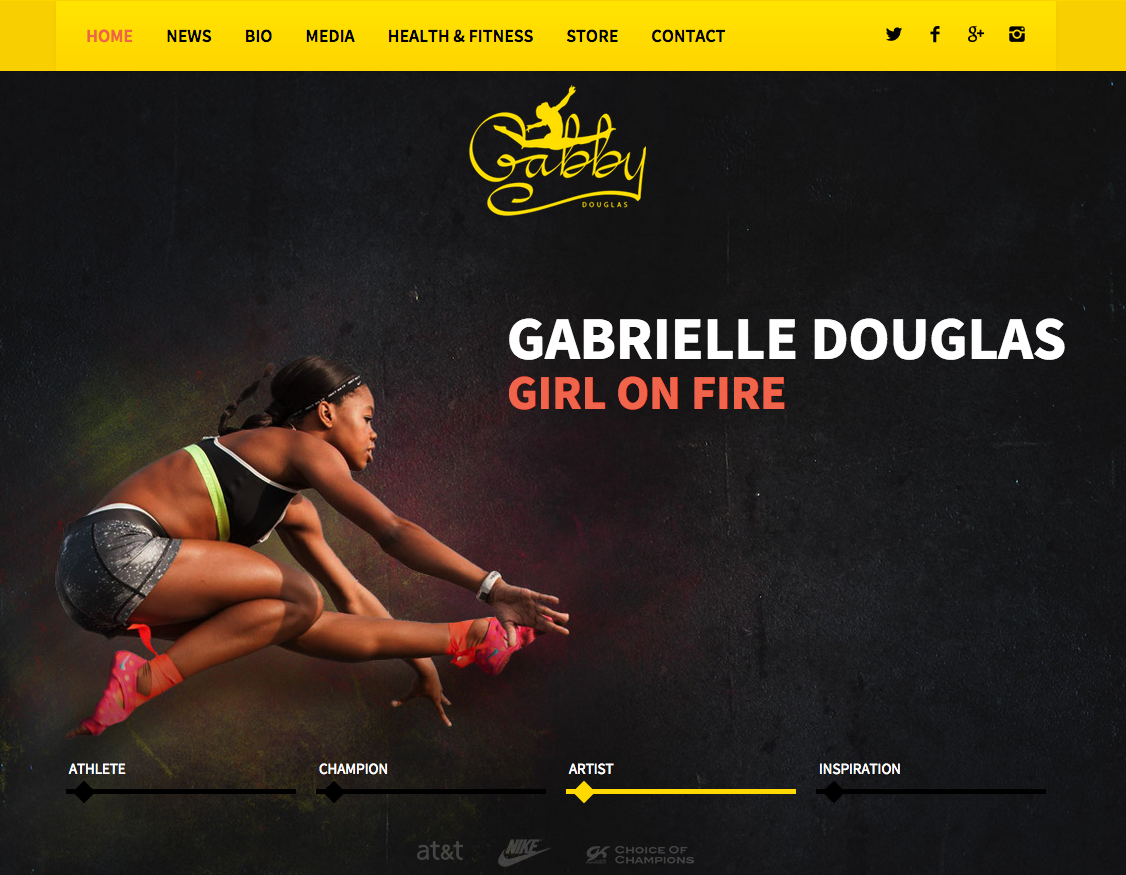 HOME NEWS BIO MEDIA HEALTH & FITNESS STORE CONTACT
Gabby
DOUGLAS
GABRIELLE DOUGLAS
GIRL ON FIRE
ATHLETE CHAMPION ARTIST INSPIRATION
at&t NIKE GK CHOICE OF
CHAMPIONS